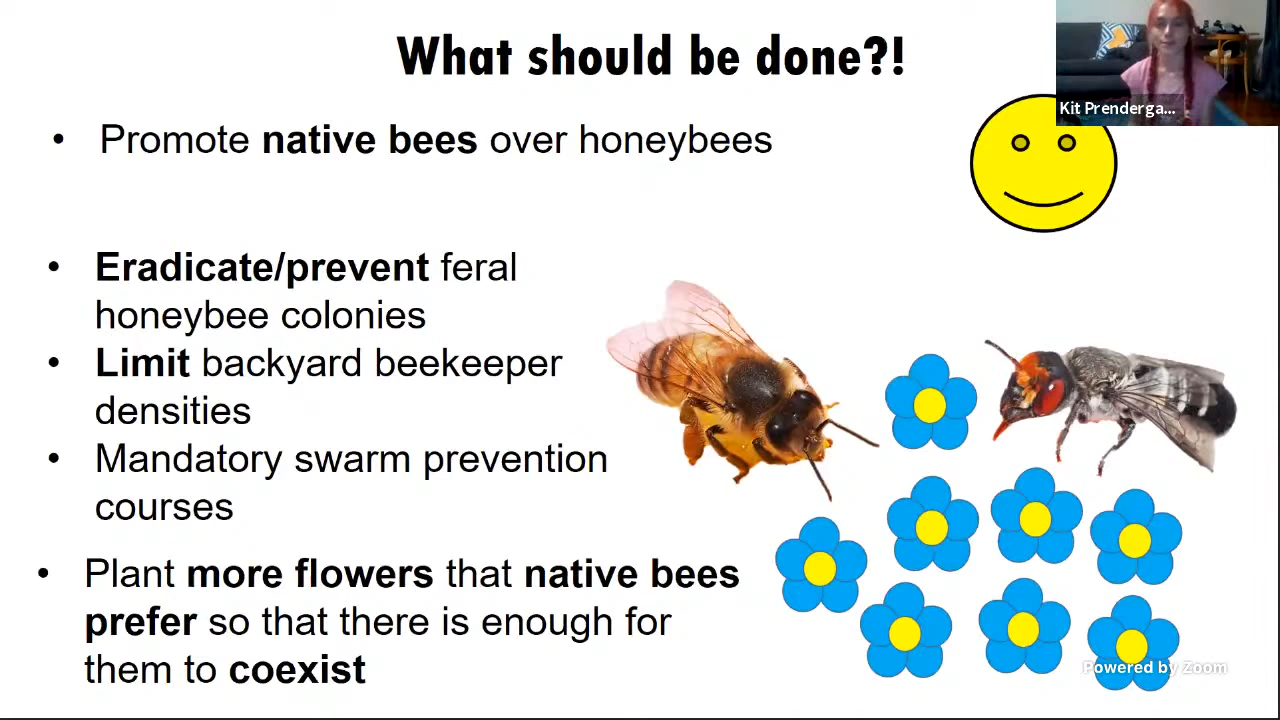 What should be done?!
Kit Prenderga...
• Promote native bees over honeybees
• Eradicate/prevent feral
honeybee colonies
• Limit backyard beekeeper
densities
• Mandatory swarm prevention
courses
• Plant more flowers that native bees
prefer so that there is enough for
them to coexist
Powered by Zoom